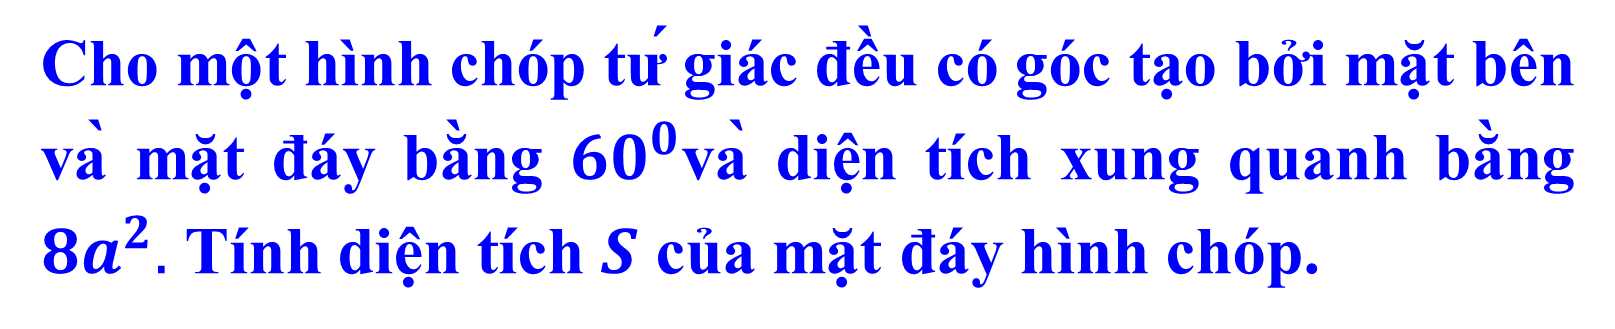 Cho một hình chóp tứ giác đều có góc tạo bởi mặt bên
và mặt đáy bằng 60⁰và diện tích xung quanh bằng
8a². Tính diện tích S của mặt đáy hình chóp.